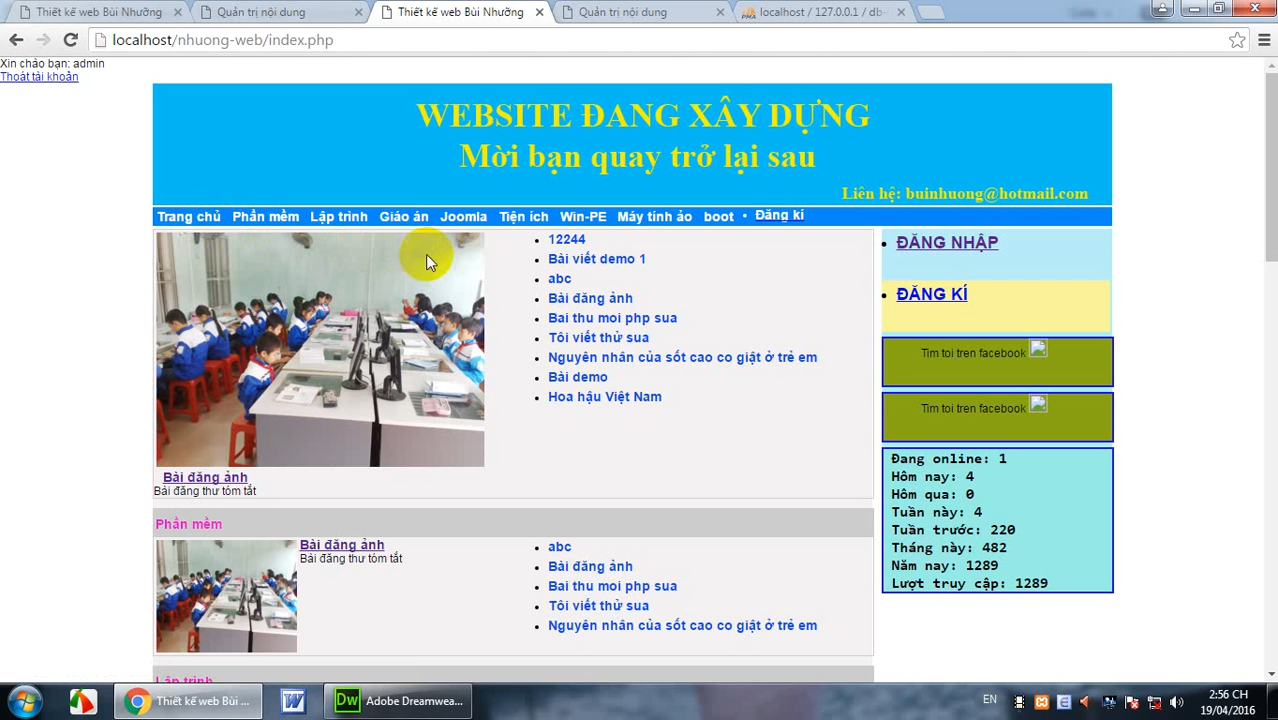 Thiết kế web Bùi Nhưỡng
Quản trị nội dung
Thiết kế web Bùi Nhưỡng
Quản trị nội dung
localhost / 127.0.0.1 / db-
localhost/nhuong-web/index.php
Xin chào bạn: admin
Thoát tài khoản
WEBSITE ĐANG XÂY DỰNG
Mời bạn quay trở lại sau
Liên hệ: buinhuong@hotmail.com
Trang chủ Phần mềm Lập trình Giáo án Joomla Tiện ích Win-PE Máy tính ảo boot • Đăng kí
12244
Bài viết demo 1
abc
Bài đăng ảnh
Bai thu moi php sua
Tôi viết thử sua
Nguyên nhân của sốt cao co giật ở trẻ em
Bài demo
Hoa hậu Việt Nam
Bài đăng ảnh
Bài đăng thư tóm tắt
ĐĂNG NHẬP
ĐĂNG KÍ
Tim toi tren facebook
Tim toi tren facebook
Đang online: 1
Hôm nay: 4
Hôm qua: 0
Tuần này: 4
Tuần trước: 220
Tháng này: 482
Năm nay: 1289
Lượt truy cập: 1289
Phần mềm
Bài đăng ảnh
Bài đăng thư tóm tắt
abc
Bài đăng ảnh
Bai thu moi php sua
Tôi viết thử sua
Nguyên nhân của sốt cao co giật ở trẻ em
Lập trình
Thiết kế web Bùi ...
Adobe Dreamwea...
EN
2:56 CH
19/04/2016